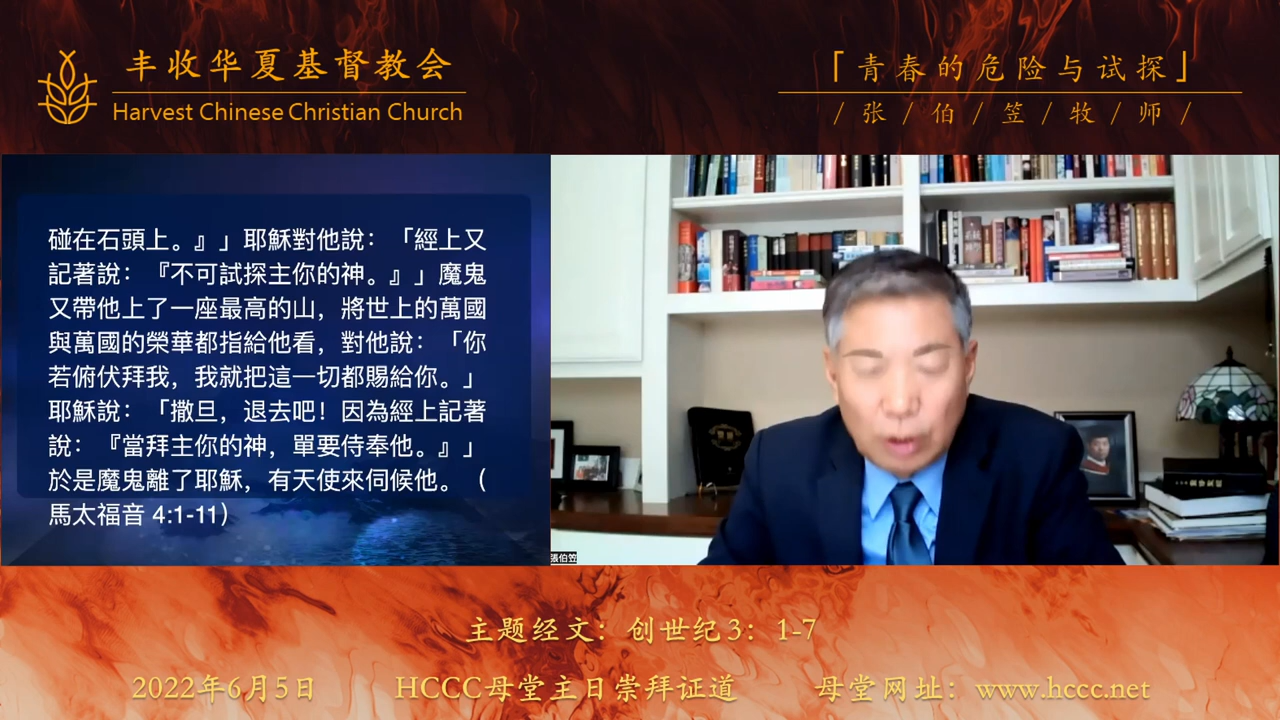 丰收华夏基督教会
Harvest Chinese Christian Church
「青春的危险与试探」
/ 张 / 伯 / 笠 / 牧 / 师 /
碰在石頭上。』」耶穌對他說：「經上又
記著說：『不可試探主你的神。』」魔鬼
又帶他上了一座最高的山，將世上的萬國
與萬國的榮華都指給他看，對他說：「你
若俯伏拜我，我就把這一切都賜給你。」
耶穌說：「撒旦，退去吧！因為經上記著
說：『當拜主你的神，單要侍奉他。』」
於是魔鬼離了耶穌，有天使來伺候他。（
馬太福音 4:1-11）
張伯笠
主题经文：创世纪 3：1-7
2022年6月5日
HCCC母堂主日崇拜证道
母堂网址：www.hccc.net